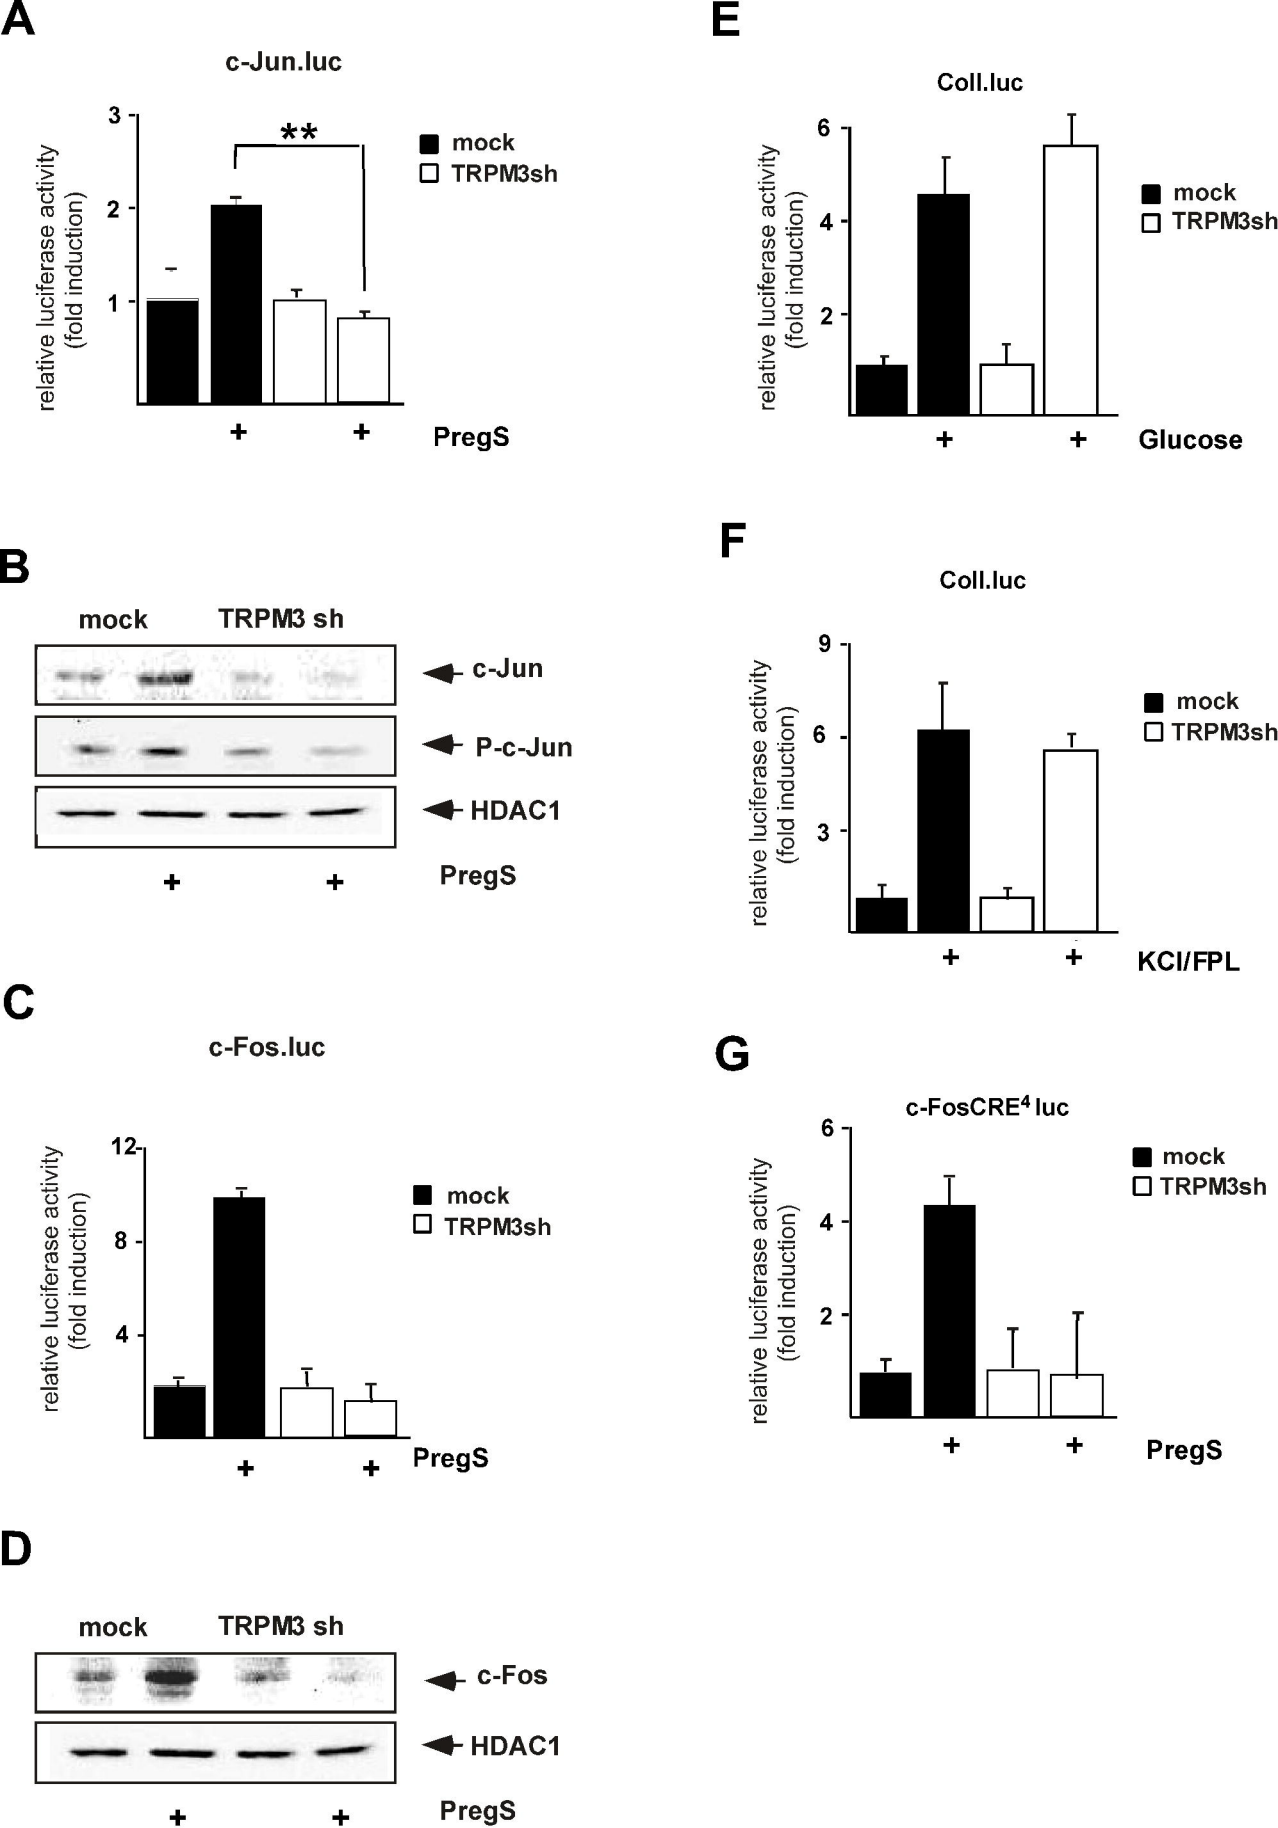 A
c-Jun.luc
relative luciferase activity
(fold induction)
3
2
1
**
mock
TRPM3sh
+ +
PregS
B
mock TRPM3 sh
c-Jun
P-c-Jun
HDAC1
+ +
PregS
C
c-Fos.luc
relative luciferase activity
(fold induction)
12
8
4
mock
TRPM3sh
+ +
PregS
D
mock TRPM3 sh
c-Fos
HDAC1
+ +
PregS
E
Coll.luc
relative luciferase activity
(fold induction)
6
4
2
mock
TRPM3sh
+ +
Glucose
F
Coll.luc
relative luciferase activity
(fold induction)
9
6
3
mock
TRPM3sh
+ +
KCl/FPL
G
c-FosCRE⁴ luc
relative luciferase activity
(fold induction)
6
4
2
mock
TRPM3sh
+ +
PregS